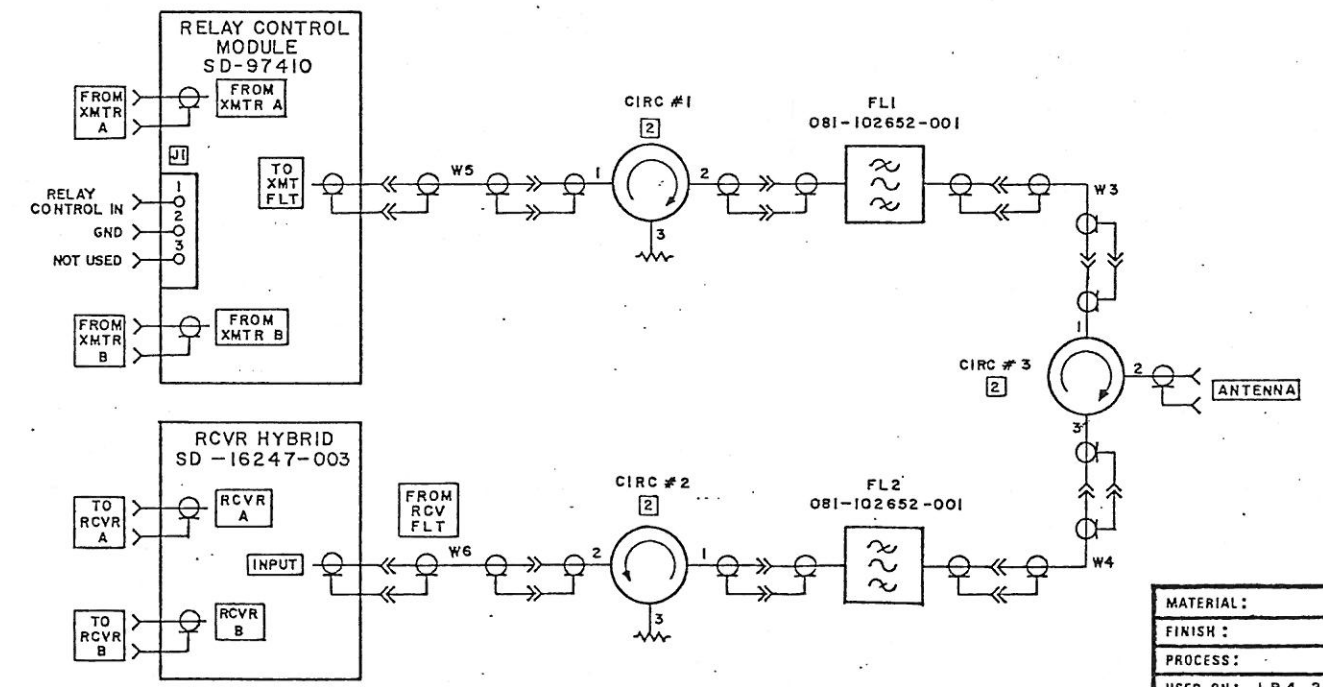 RELAY CONTROL
MODULE
SD-97410
FROM
XMTR
A
FROM
XMTR A
J1
RELAY
CONTROL IN
1
GND
2
NOT USED
3
TO
XMT
FLT
FROM
XMTR
B
FROM
XMTR B
W5
CIRC #1
2
1
2
3
FL1
081-102652-001
W3
CIRC # 3
2
1
2
3
ANTENNA
RCVR HYBRID
SD -16247-003
TO
RCVR
A
RCVR
A
INPUT
TO
RCVR
B
RCVR
B
FROM
RCV
FLT
W6
CIRC #2
2
2
1
3
FL2
081-102652-001
W4
MATERIAL:
FINISH :
PROCESS: